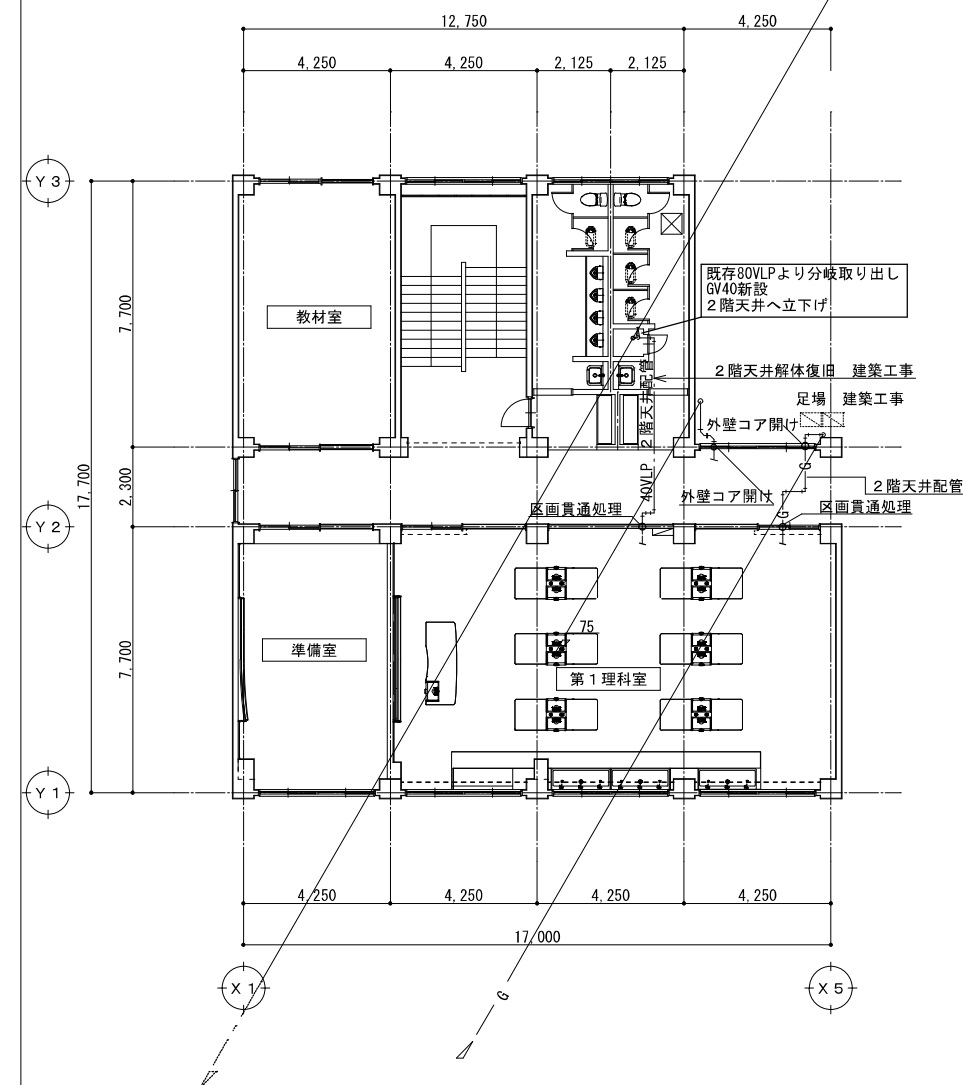 12,750
4,250
4,250
4,250
2,125
2,125
Y3
既存80VLPより分岐取り出し
GV40新設
2階天井へ立下げ
教材室
7,700
2階天井解体復旧 建築工事
足場 建築工事
外壁コア開け
40VLP 2階天井配管
17,700
2,300
G
2階天井配管
外壁コア開け
区画貫通処理
G
区画貫通処理
Y2
75
準備室
第1理科室
7,700
Y1
4,250
4,250
4,250
4,250
17,000
X1
X5
G